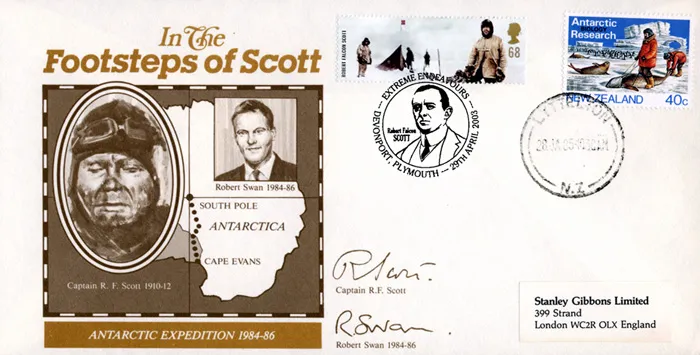 In The
Footsteps of Scott
Robert Swan 1984-86
SOUTH POLE
ANTARCTICA
CAPE EVANS
Captain R. F. Scott 1910-12
ANTARCTIC EXPEDITION 1984-86
ROBERT FALCON SCOTT
68
EXTREME ENDEAVOURS
Robert Falcon
SCOTT
DEVONPORT, PLYMOUTH — 29TH APRIL 2003
Antarctic
Research
NEW ZEALAND 40c
LYTTELTON
N.Z.
R Scott.
Captain R.F. Scott
R Swan.
Robert Swan 1984-86
Stanley Gibbons Limited
399 Strand
London WC2R OLX England